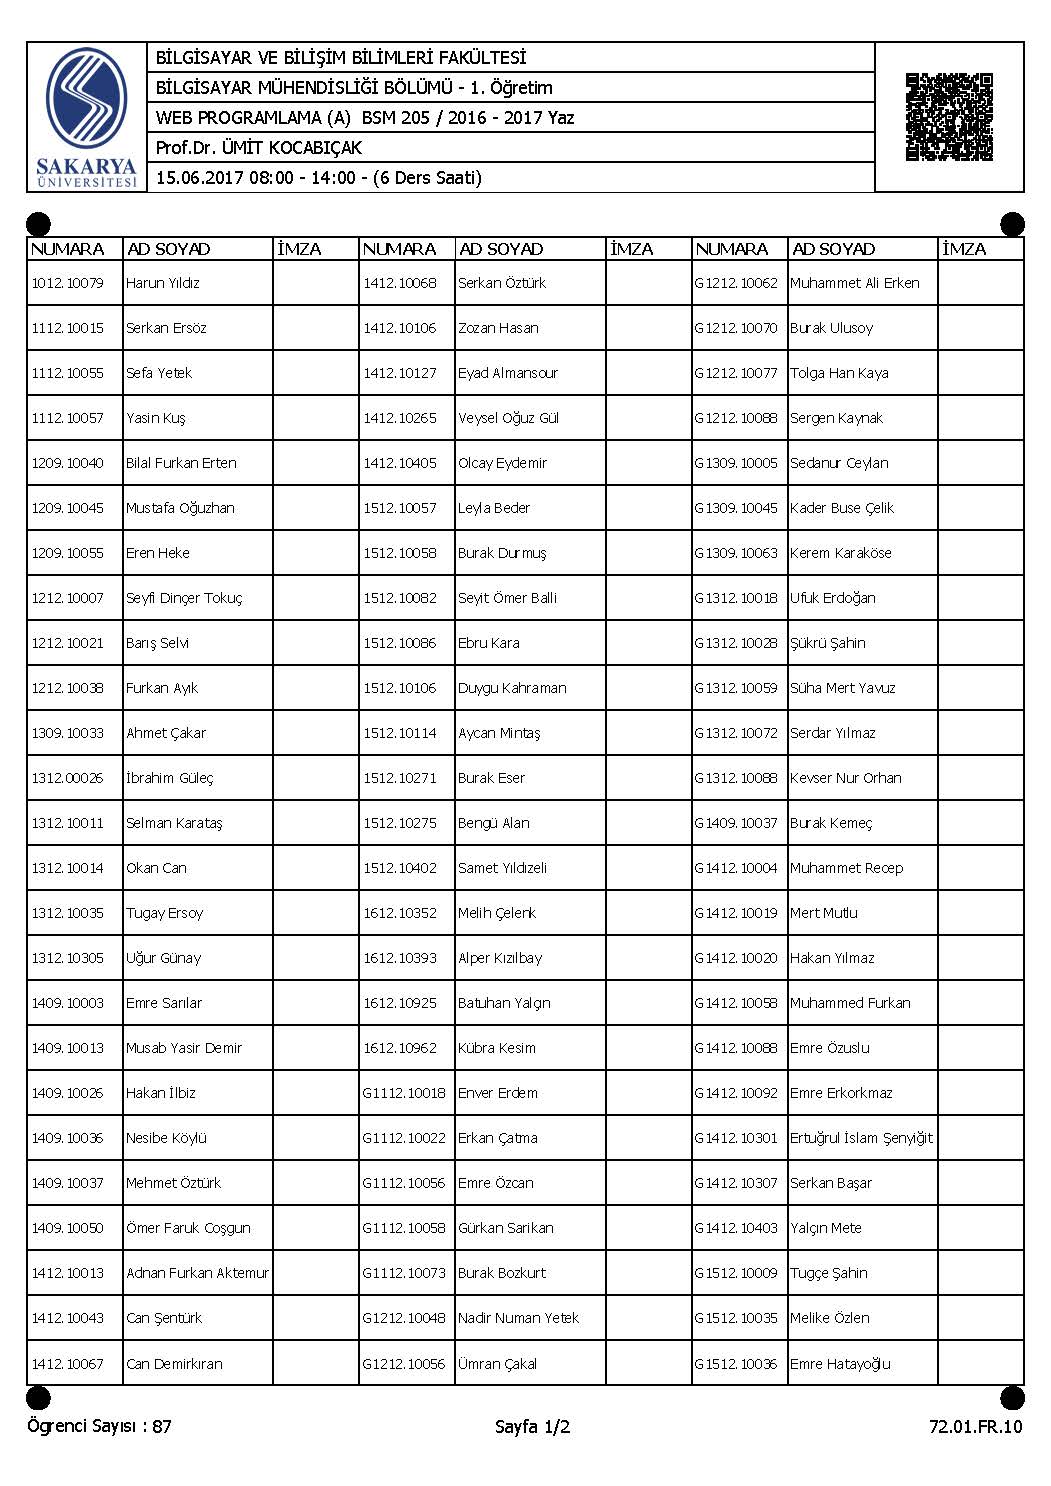 SAKARYA
ÜNİVERSİTESİ
BİLGİSAYAR VE BİLİŞİM BİLİMLERİ FAKÜLTESİ
BİLGİSAYAR MÜHENDİSLİĞİ BÖLÜMÜ - 1. Öğretim
WEB PROGRAMLAMA (A) BSM 205 / 2016 - 2017 Yaz
Prof.Dr. ÜMİT KOCABIÇAK
15.06.2017 08:00 - 14:00 - (6 Ders Saati)
NUMARA AD SOYAD İMZA NUMARA AD SOYAD İMZA NUMARA AD SOYAD İMZA
1012.10079 Harun Yıldız 1412.10068 Serkan Öztürk G1212.10062 Muhammet Ali Erken
1112.10015 Serkan Ersöz 1412.10106 Zozan Hasan G1212.10070 Burak Ulusoy
1112.10055 Sefa Yetek 1412.10127 Eyad Almansour G1212.10077 Tolga Han Kaya
1112.10057 Yasin Kuş 1412.10265 Veysel Oğuz Gül G1212.10088 Sergen Kaynak
1209.10040 Bilal Furkan Erten 1412.10405 Olcay Eydemir G1309.10005 Sedanur Ceylan
1209.10045 Mustafa Oğuzhan 1512.10057 Leyla Beder G1309.10045 Kader Buse Çelik
1209.10055 Eren Heke 1512.10058 Burak Durmuş G1309.10063 Kerem Karaköse
1212.10007 Seyfi Dinçer Tokuç 1512.10082 Seyit Ömer Balli G1312.10018 Ufuk Erdoğan
1212.10021 Barış Selvi 1512.10086 Ebru Kara G1312.10028 Şükrü Şahin
1212.10038 Furkan Ayık 1512.10106 Duygu Kahraman G1312.10059 Süha Mert Yavuz
1309.10033 Ahmet Çakar 1512.10114 Aycan Mintaş G1312.10072 Serdar Yılmaz
1312.00026 İbrahim Güleç 1512.10271 Burak Eser G1312.10088 Kevser Nur Orhan
1312.10011 Selman Karataş 1512.10275 Bengü Alan G1409.10037 Burak Kemeç
1312.10014 Okan Can 1512.10402 Samet Yıldızeli G1412.10004 Muhammet Recep
1312.10035 Tugay Ersoy 1612.10352 Melih Çelenk G1412.10019 Mert Mutlu
1312.10305 Uğur Günay 1612.10393 Alper Kızılbay G1412.10020 Hakan Yılmaz
1409.10003 Emre Sarılar 1612.10925 Batuhan Yalçın G1412.10058 Muhammed Furkan
1409.10013 Musab Yasir Demir 1612.10962 Kübra Kesim G1412.10088 Emre Özuslu
1409.10026 Hakan İlbiz G1112.10018 Enver Erdem G1412.10092 Emre Erkorkmaz
1409.10036 Nesibe Köylü G1112.10022 Erkan Çatma G1412.10301 Ertuğrul İslam Şenyiğit
1409.10037 Mehmet Öztürk G1112.10056 Emre Özcan G1412.10307 Serkan Başar
1409.10050 Ömer Faruk Coşgun G1112.10058 Gürkan Sarikan G1412.10403 Yalçın Mete
1412.10013 Adnan Furkan Aktemur G1112.10073 Burak Bozkurt G1512.10009 Tugçe Şahin
1412.10043 Can Şentürk G1212.10048 Nadir Numan Yetek G1512.10035 Melike Özlen
1412.10067 Can Demirkıran G1212.10056 Ümran Çakal G1512.10036 Emre Hatayoğlu
Ögrenci Sayısı : 87 Sayfa 1/2 72.01.FR.10